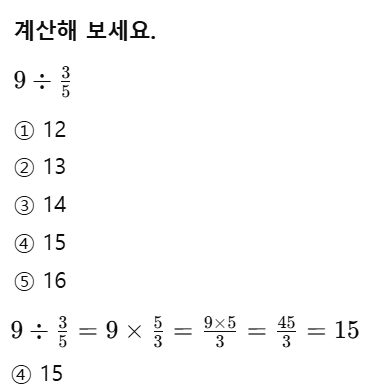 계산해 보세요.
9 ÷ 3/5
① 12
② 13
③ 14
④ 15
⑤ 16
9 ÷ 3/5 = 9 × 5/3 = 9×5/3 = 45/3 = 15
④ 15